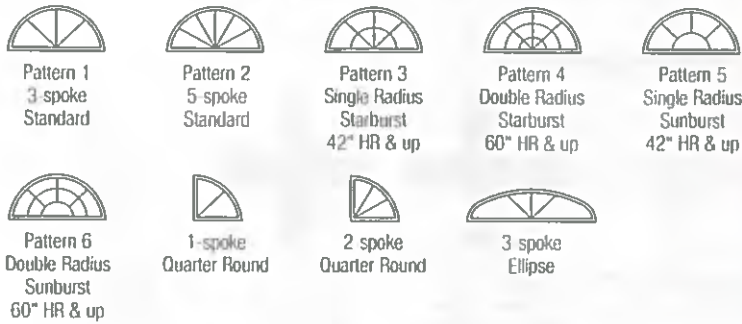 Pattern 1
3-spoke
Standard
Pattern 2
5-spoke
Standard
Pattern 3
Single Radius
Starburst
42" HR & up
Pattern 4
Double Radius
Starburst
60" HR & up
Pattern 5
Single Radius
Sunburst
42" HR & up
Pattern 6
Double Radius
Sunburst
60" HR & up
1-spoke
Quarter Round
2 spoke
Quarter Round
3 spoke
Ellipse